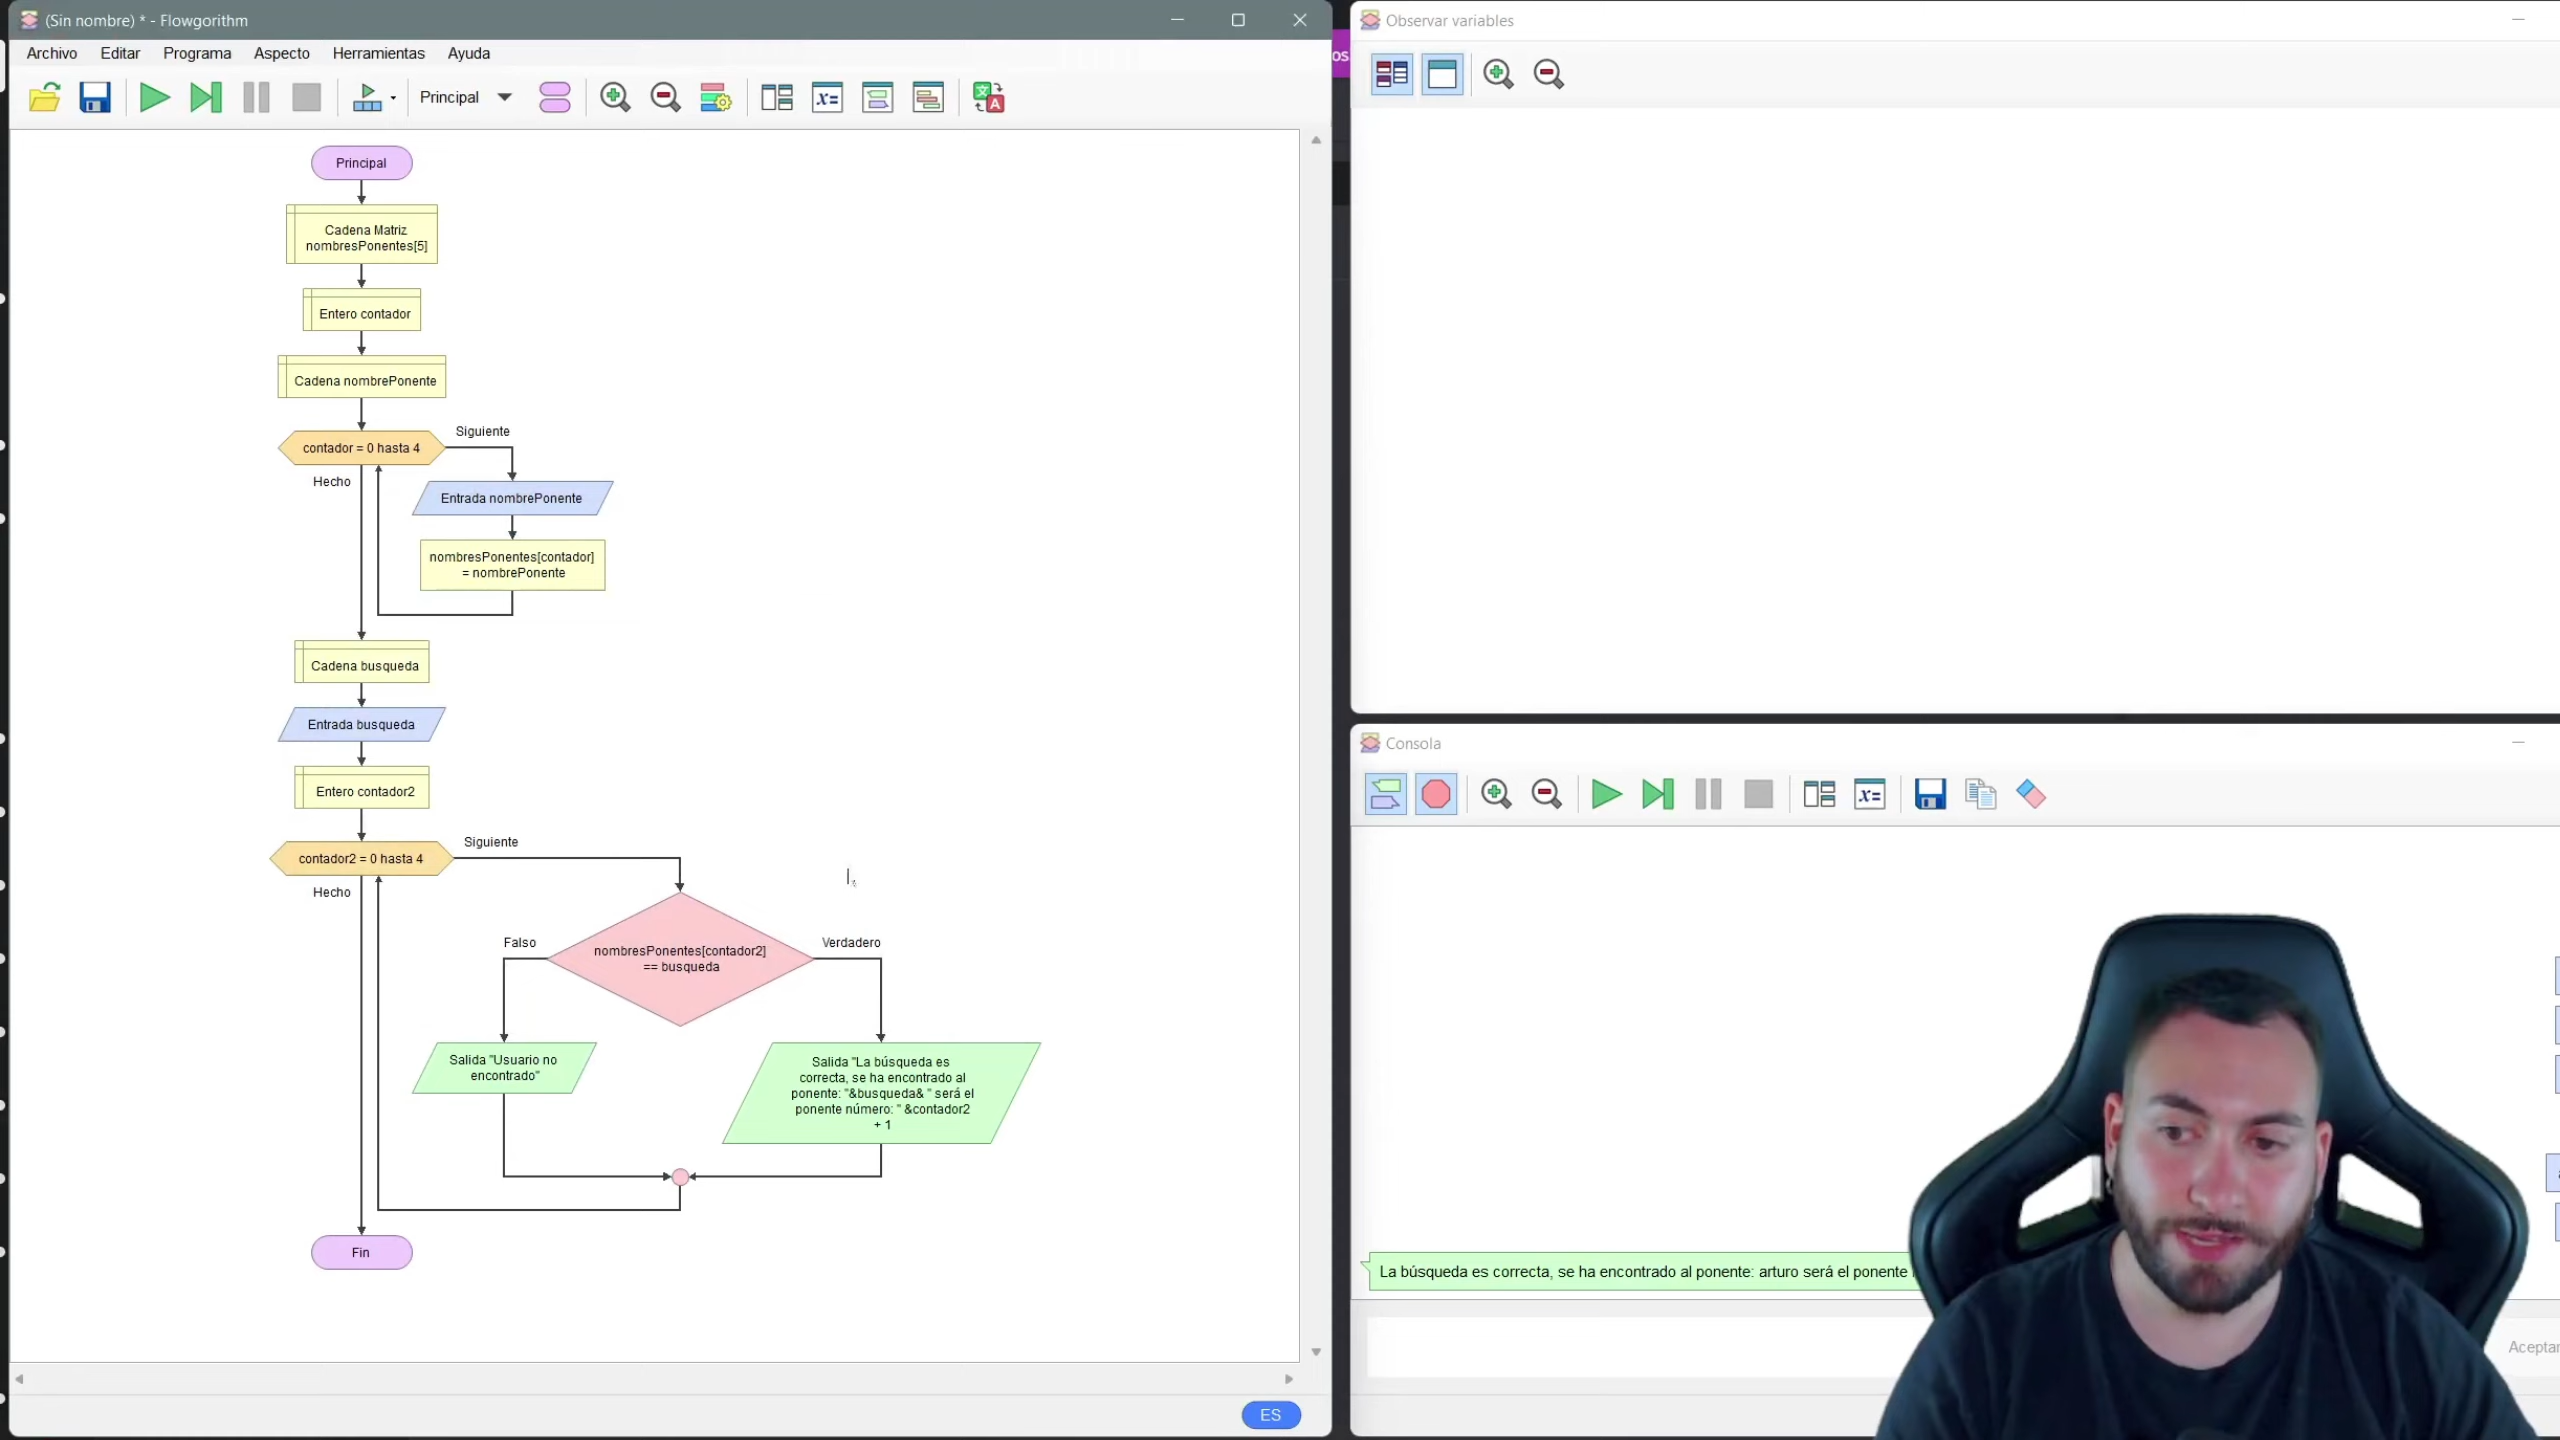 (Sin nombre) * - Flowgorithm
Archivo Editar Programa Aspecto Herramientas Ayuda
Principal
Principal
Cadena Matriz
nombresPonentes[5]
Entero contador
Cadena nombrePonente
contador = 0 hasta 4
Siguiente
Hecho
Entrada nombrePonente
nombresPonentes[contador]
= nombrePonente
Cadena busqueda
Entrada busqueda
Entero contador2
contador2 = 0 hasta 4
Siguiente
Hecho
nombresPonentes[contador2]
== busqueda
Falso
Verdadero
Salida "Usuario no
encontrado"
Salida "La búsqueda es
correcta, se ha encontrado al
ponente: "&busqueda& " será el
ponente número: " &contador2
+ 1
Fin
ES
os
Observar variables
Consola
La búsqueda es correcta, se ha encontrado al ponente: arturo será el ponente
Aceptar